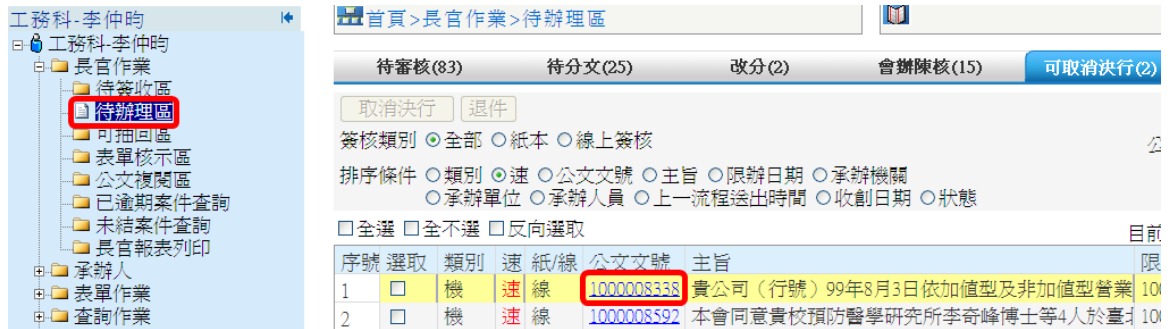 工務科-李仲昀
工務科-李仲昀
長官作業
待簽收區
待辦理區
可抽回區
表單核示區
公文複閱區
已逾期案件查詢
未結案件查詢
長官報表列印
承辦人
表單作業
查詢作業
首頁>長官作業>待辦理區
待審核(83) 待分文(25) 改分(2) 會辦陳核(15) 可取消決行(2)
取消決行 退件
簽核類別 全部 紙本 線上簽核
公
排序條件 類別 速 公文文號 主旨 限辦日期 承辦機關
承辦單位 承辦人員 上一流程送出時間 收創日期 狀態
全選 全不選 反向選取
目前
序號 選取 類別 速 紙/線 公文文號 主旨 限
1 機 速 線 1000008338 貴公司（行號）99年8月3日依加值型及非加值型營業 100
2 機 速 線 1000008592 本會同意貴校預防醫學研究所李奇峰博士等4人於臺北 100